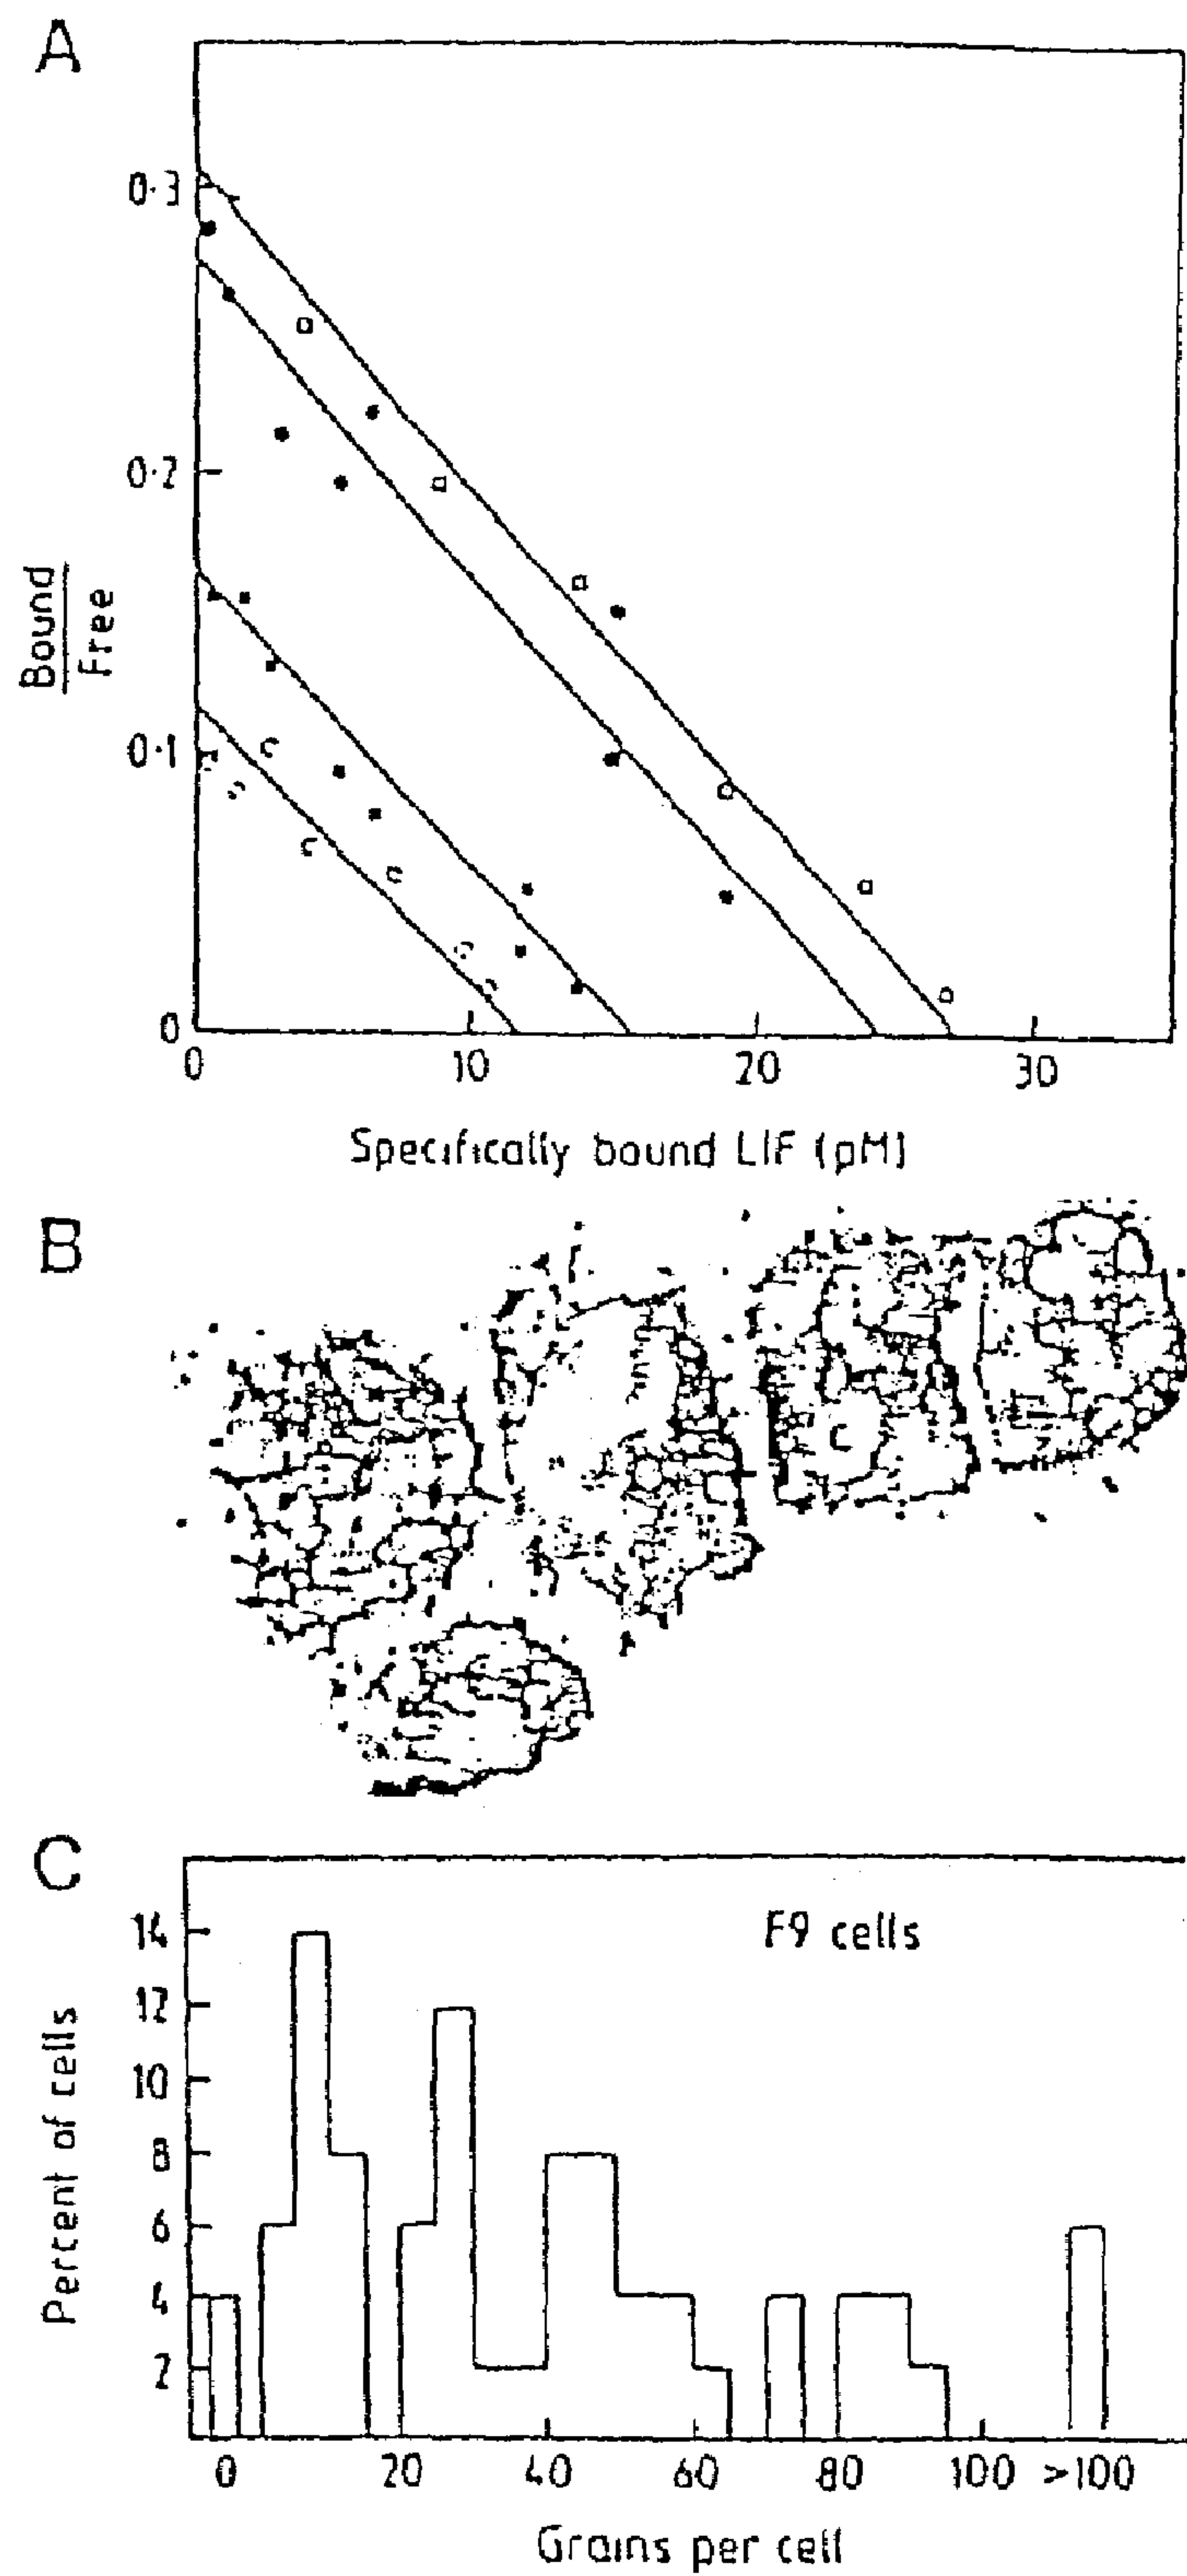 A
0·3
0·2
0·1
0
Bound
Free
0
10
20
30
Specifically bound LIF (pM)
B
C
F9 cells
14
12
10
8
6
4
2
Percent of cells
0
20
40
60
80
100
>100
Grains per cell